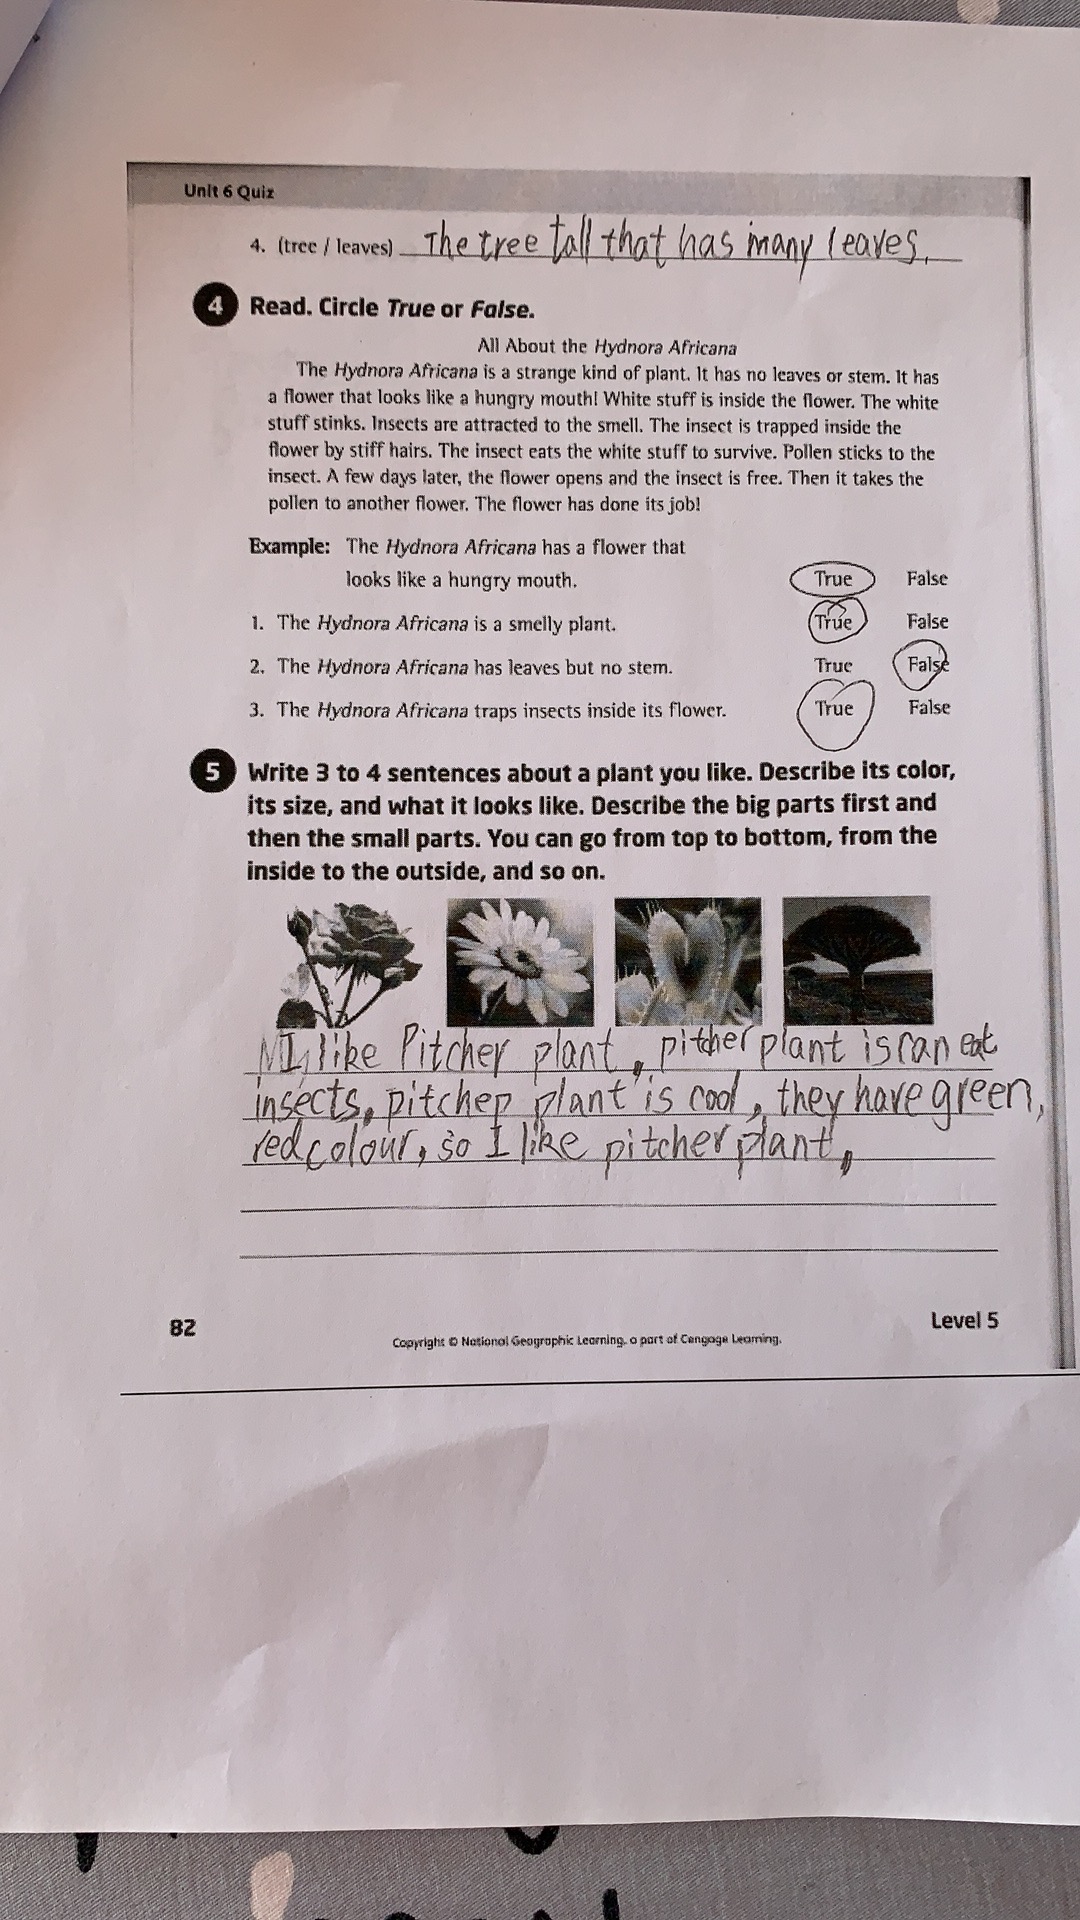 Unit 6 Quiz
4. (tree / leaves) The tree tall that has many leaves.
4 Read. Circle True or False.
All About the Hydnora Africana
The Hydnora Africana is a strange kind of plant. It has no leaves or stem. It has
a flower that looks like a hungry mouth! White stuff is inside the flower. The white
stuff stinks. Insects are attracted to the smell. The insect is trapped inside the
flower by stiff hairs. The insect eats the white stuff to survive. Pollen sticks to the
insect. A few days later, the flower opens and the insect is free. Then it takes the
pollen to another flower. The flower has done its job!
Example: The Hydnora Africana has a flower that
looks like a hungry mouth. True False
1. The Hydnora Africana is a smelly plant. True False
2. The Hydnora Africana has leaves but no stem. True False
3. The Hydnora Africana traps insects inside its flower. True False
5 Write 3 to 4 sentences about a plant you like. Describe its color,
its size, and what it looks like. Describe the big parts first and
then the small parts. You can go from top to bottom, from the
inside to the outside, and so on.
I like Pitcher plant, pitcher plant is can eat
insects, pitcher plant is cool, they have green,
red colour, so I like pitcher plant,
82
Level 5
Copyright © National Geographic Learning, a part of Cengage Learning.